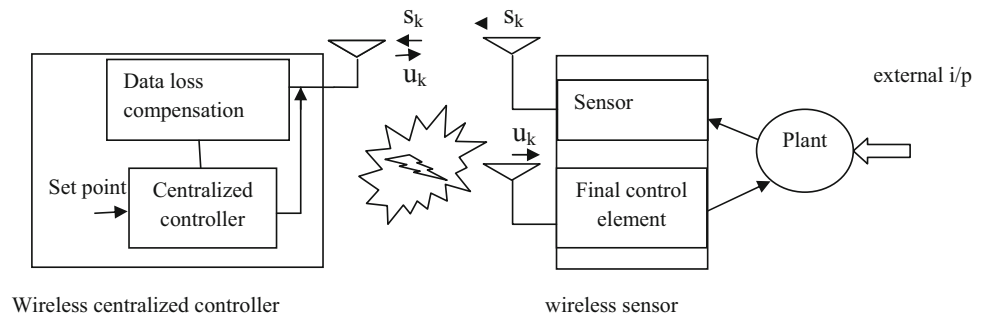 s_k
s_k
u_k
external i/p
Data loss
compensation
Sensor
u_k
Plant
Set point
Centralized
controller
Final control
element
Wireless centralized controller
wireless sensor